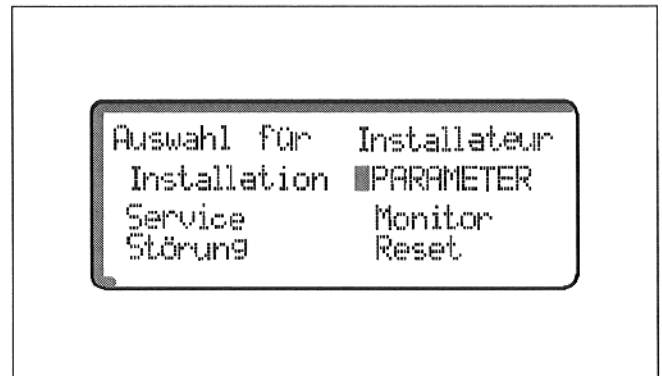 Auswahl für Installateur
Installation PARAMETER
Service Monitor
Störung Reset